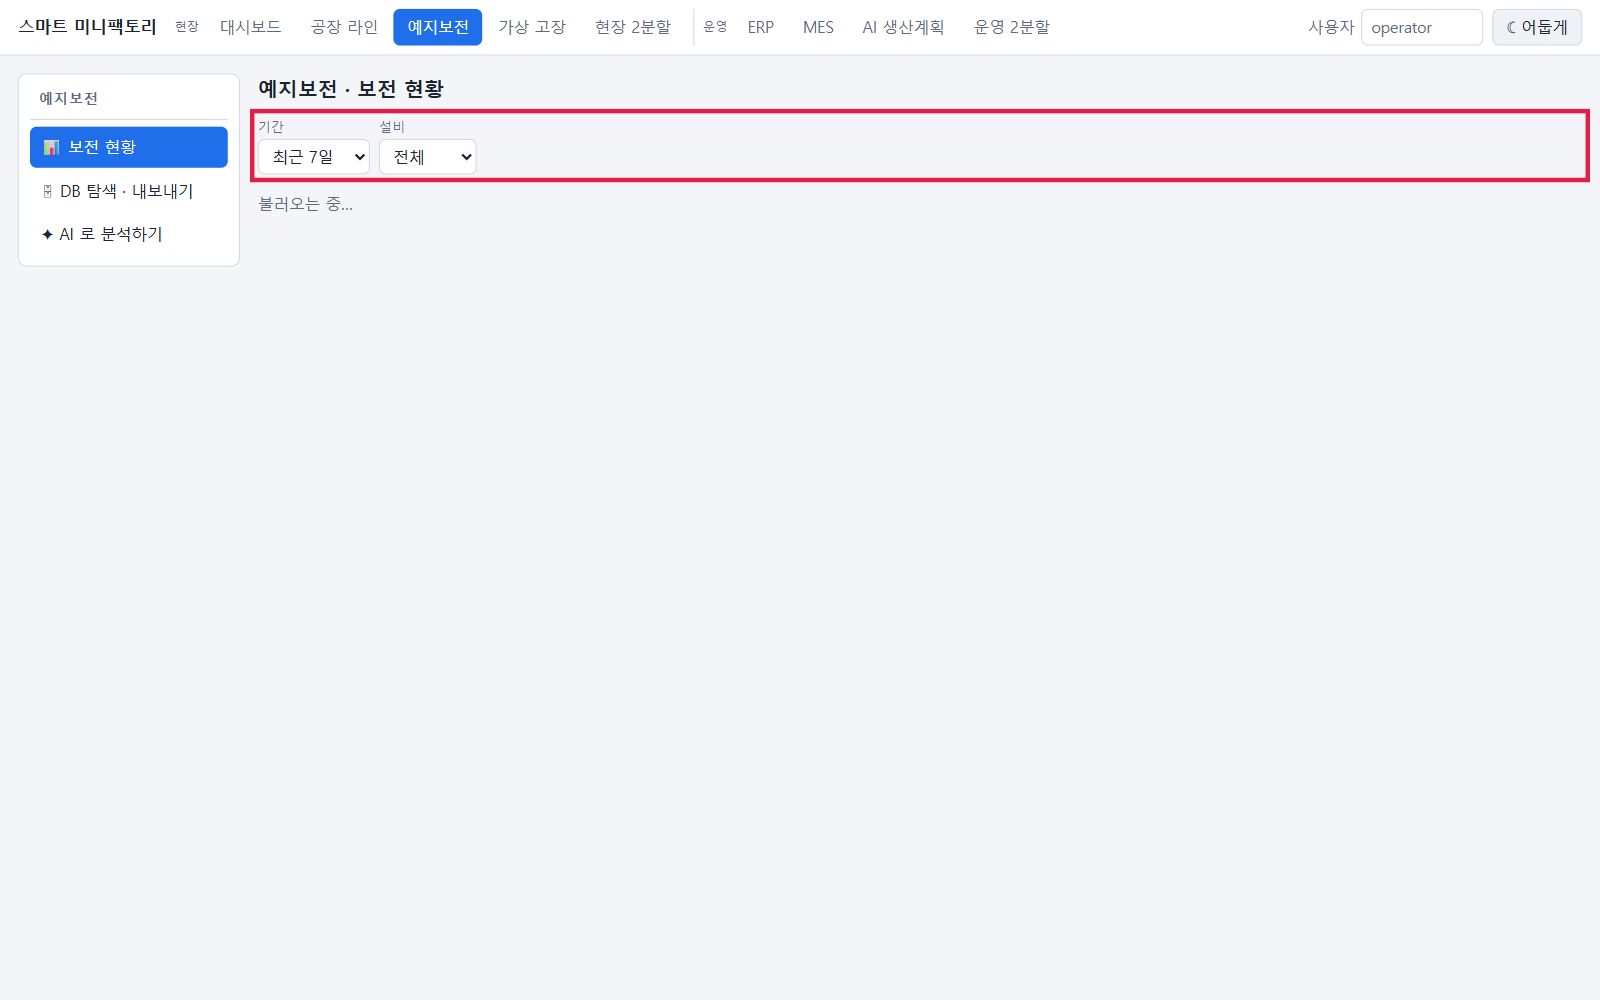 스마트 미니팩토리 현장 대시보드 공장 라인 예지보전 가상 고장 현장 2분할 운영 ERP MES AI 생산계획 운영 2분할 사용자 operator ☾ 어둡게
예지보전
보전 현황
DB 탐색 · 내보내기
✦ AI 로 분석하기
예지보전 · 보전 현황
기간 설비
최근 7일 전체
불러오는 중...